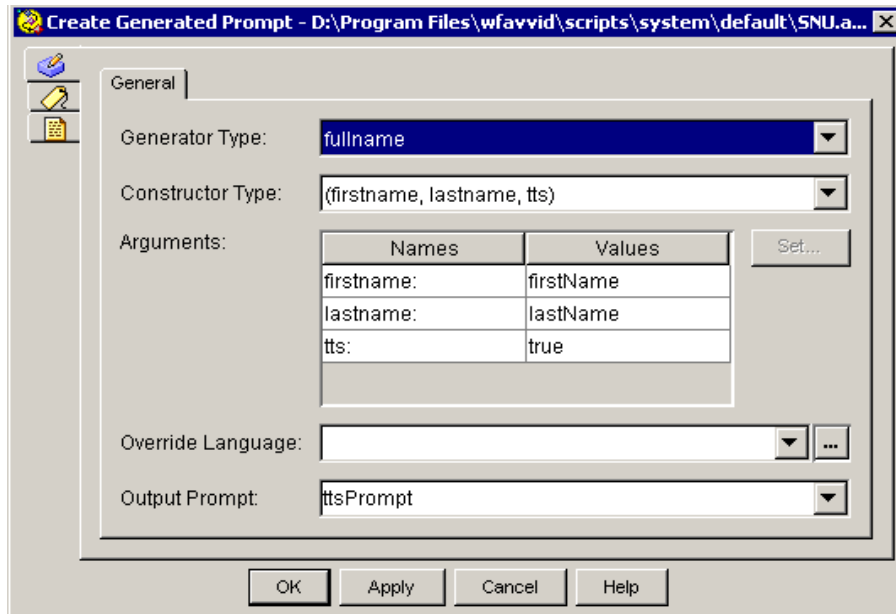 Create Generated Prompt - D:\Program Files\wfavvid\scripts\system\default\SNU.a...
General
Generator Type: fullname
Constructor Type: (firstname, lastname, tts)
Arguments: Names Values Set...
firstname: firstName
lastname: lastName
tts: true
Override Language: ...
Output Prompt: ttsPrompt
OK Apply Cancel Help